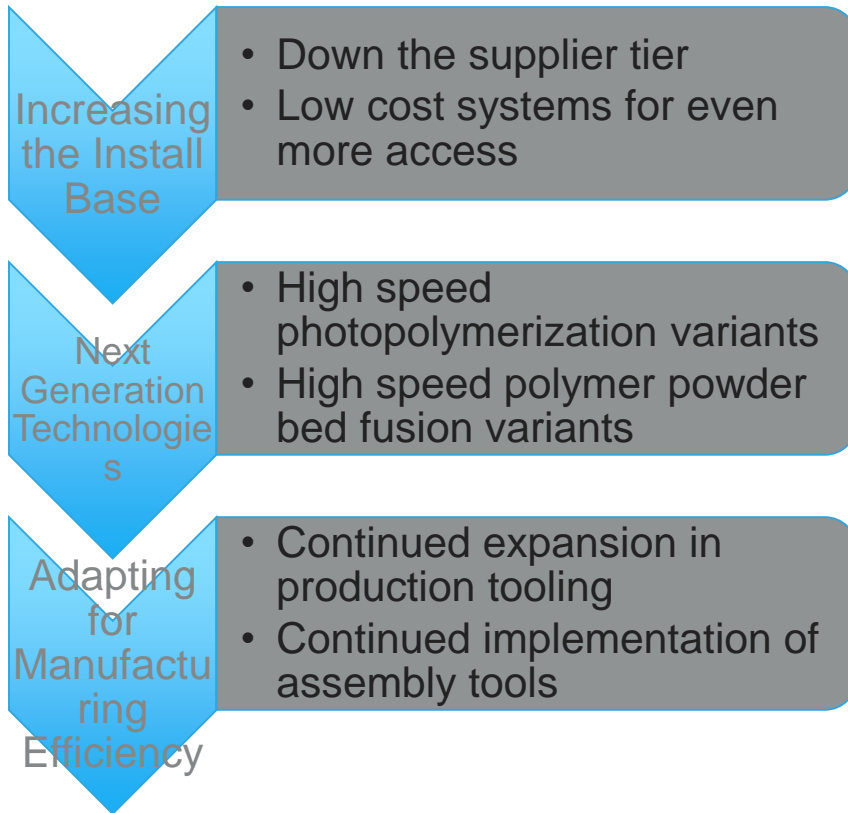 Increasing
the Install
Base
• Down the supplier tier
• Low cost systems for even
more access
Next
Generation
Technologie
s
• High speed
photopolymerization variants
• High speed polymer powder
bed fusion variants
Adapting
for
Manufactu
ring
Efficiency
• Continued expansion in
production tooling
• Continued implementation of
assembly tools